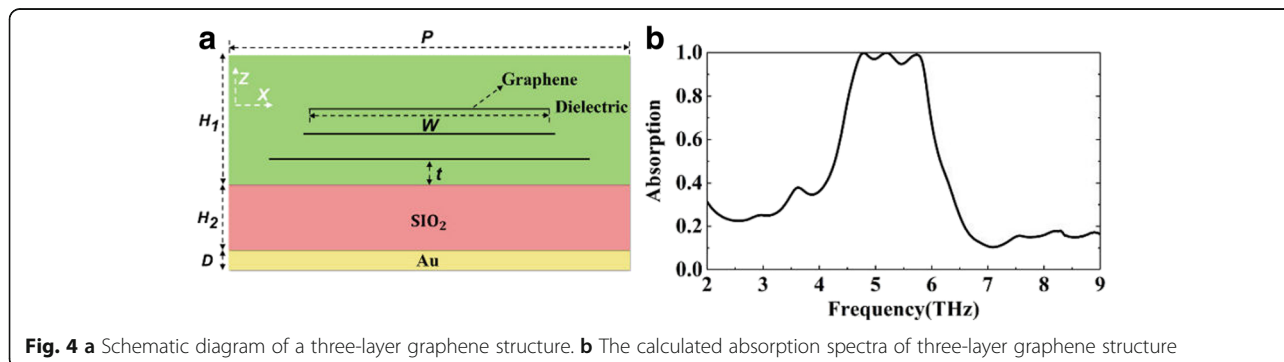 a
P
Z
X
Graphene
Dielectric
W
H1
t
H2
SIO2
D
Au
b
1.0
0.8
0.6
0.4
0.2
0.0
Absorption
2 3 4 5 6 7 8 9
Frequency(THz)
Fig. 4 a Schematic diagram of a three-layer graphene structure. b The calculated absorption spectra of three-layer graphene structure